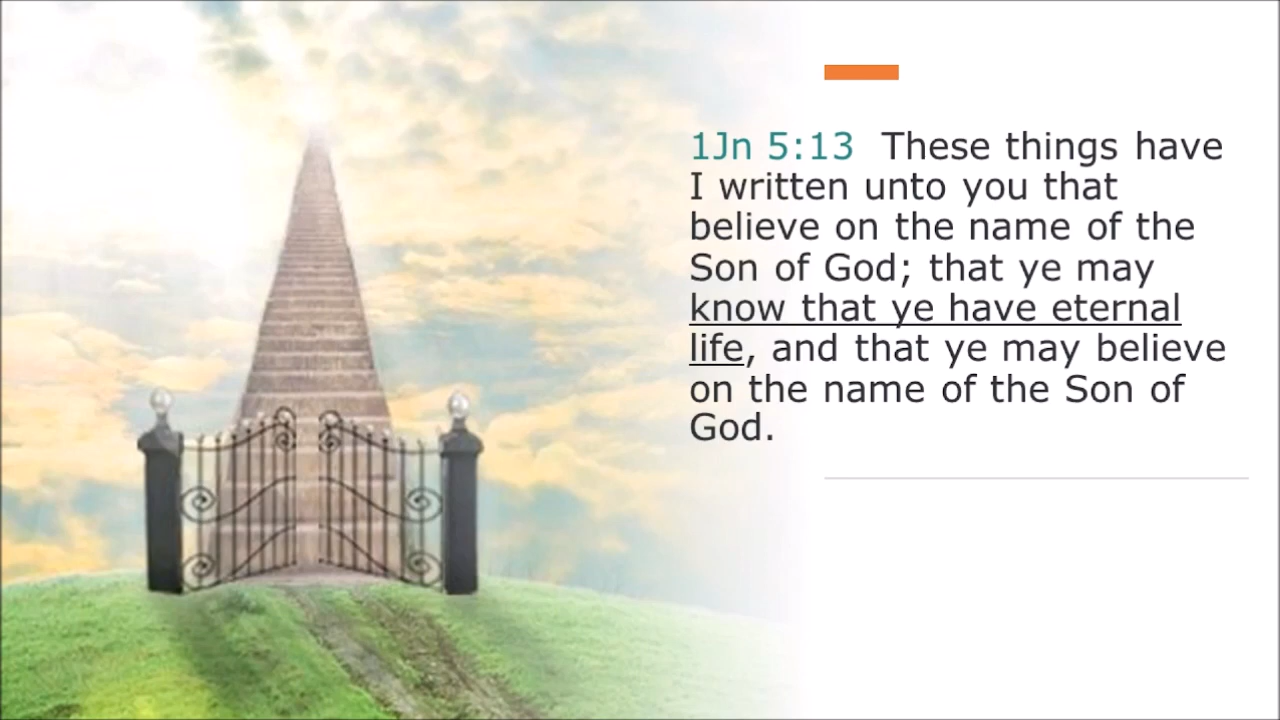 1Jn 5:13  These things have
I written unto you that
believe on the name of the
Son of God; that ye may
know that ye have eternal
life, and that ye may believe
on the name of the Son of
God.